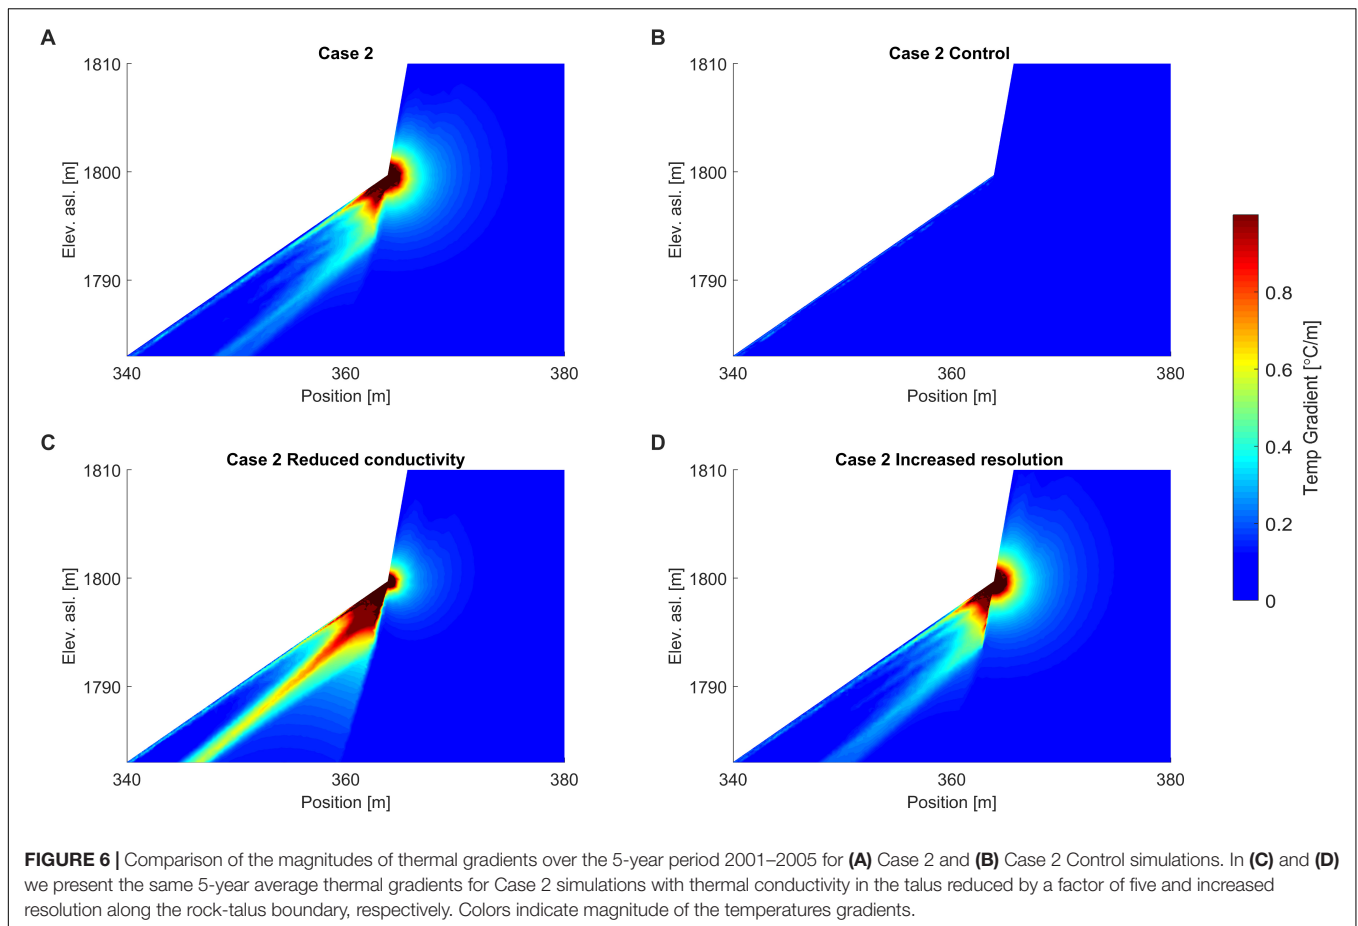 A
Case 2
1810
1800
1790
Elev. asl. [m]
340
360
380
Position [m]
B
Case 2 Control
1810
1800
1790
Elev. asl. [m]
340
360
380
Position [m]
C
Case 2 Reduced conductivity
1810
1800
1790
Elev. asl. [m]
340
360
380
Position [m]
D
Case 2 Increased resolution
1810
1800
1790
Elev. asl. [m]
340
360
380
Position [m]
0.8
0.6
0.4
0.2
0
Temp Gradient [°C/m]
FIGURE 6 | Comparison of the magnitudes of thermal gradients over the 5-year period 2001–2005 for (A) Case 2 and (B) Case 2 Control simulations. In (C) and (D)
we present the same 5-year average thermal gradients for Case 2 simulations with thermal conductivity in the talus reduced by a factor of five and increased
resolution along the rock-talus boundary, respectively. Colors indicate magnitude of the temperatures gradients.